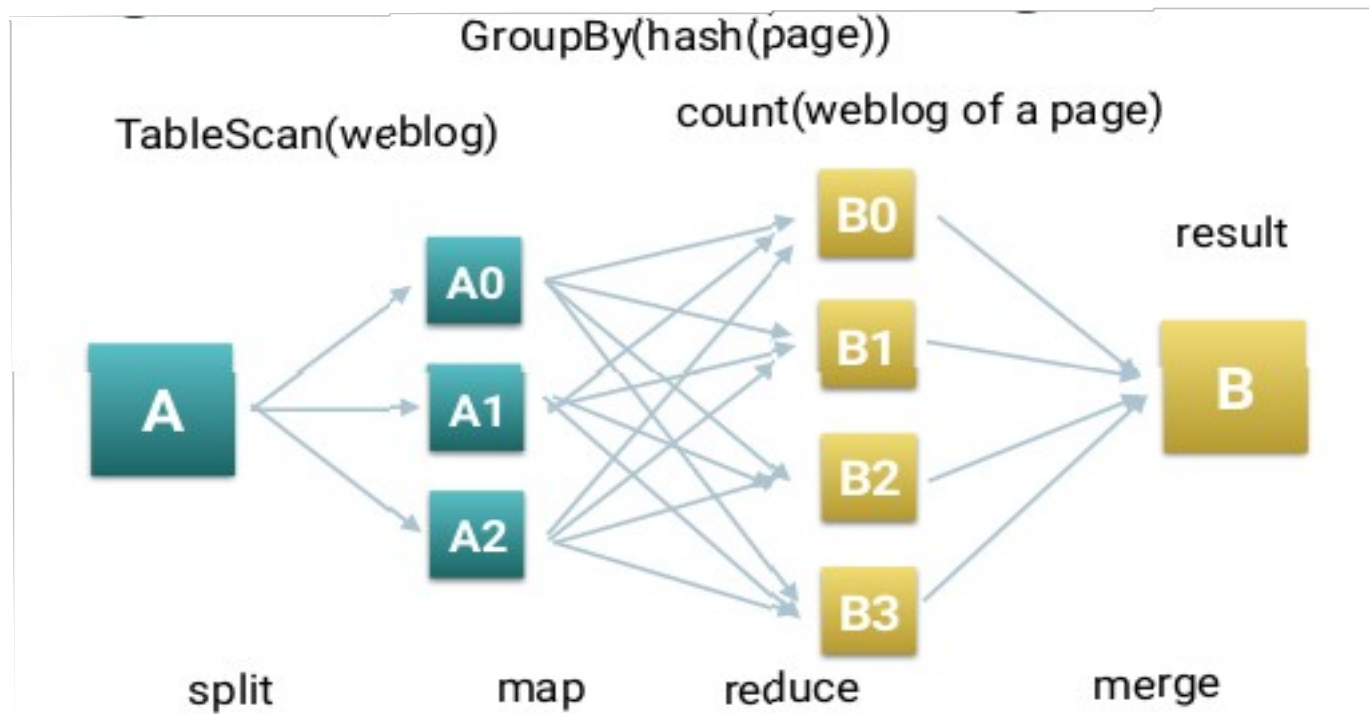 GroupBy(hash(page))
count(weblog of a page)
TableScan(weblog)
result
A
A0
A1
A2
B0
B1
B2
B3
B
split
map
reduce
merge